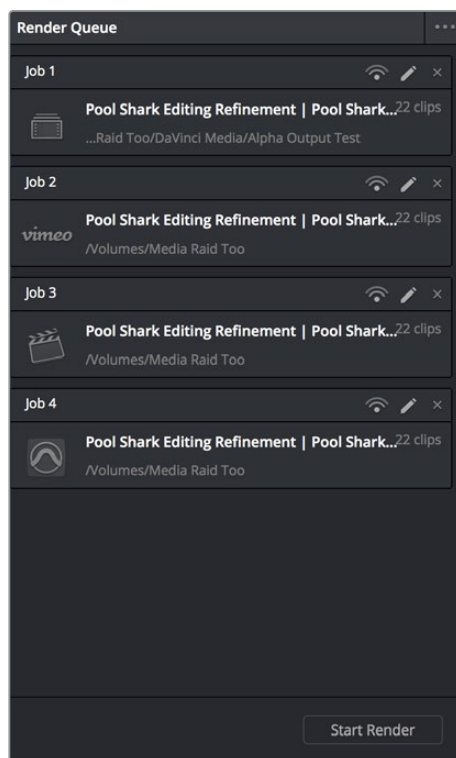 Render Queue
Job 1
Pool Shark Editing Refinement | Pool Shark... 22 clips
...Raid Too/DaVinci Media/Alpha Output Test
Job 2
vimeo
Pool Shark Editing Refinement | Pool Shark... 22 clips
/Volumes/Media Raid Too
Job 3
Pool Shark Editing Refinement | Pool Shark... 22 clips
/Volumes/Media Raid Too
Job 4
Pool Shark Editing Refinement | Pool Shark... 22 clips
/Volumes/Media Raid Too
Start Render